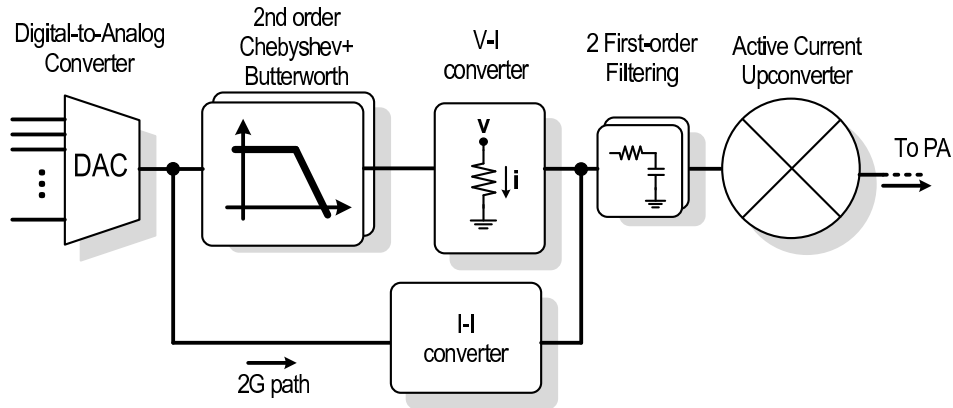 Digital-to-Analog
Converter
2nd order
Chebyshev+
Butterworth
V-I
converter
2 First-order
Filtering
Active Current
Upconverter
DAC
v
i
To PA
I-I
converter
2G path